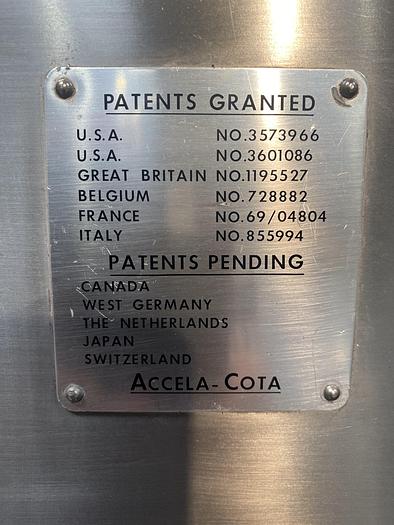 PATENTS GRANTED
U.S.A. NO.3573966
U.S.A. NO.3601086
GREAT BRITAIN NO.1195527
BELGIUM NO.728882
FRANCE NO.69/04804
ITALY NO.855994
PATENTS PENDING
CANADA
WEST GERMANY
THE NETHERLANDS
JAPAN
SWITZERLAND
ACCELA-COTA